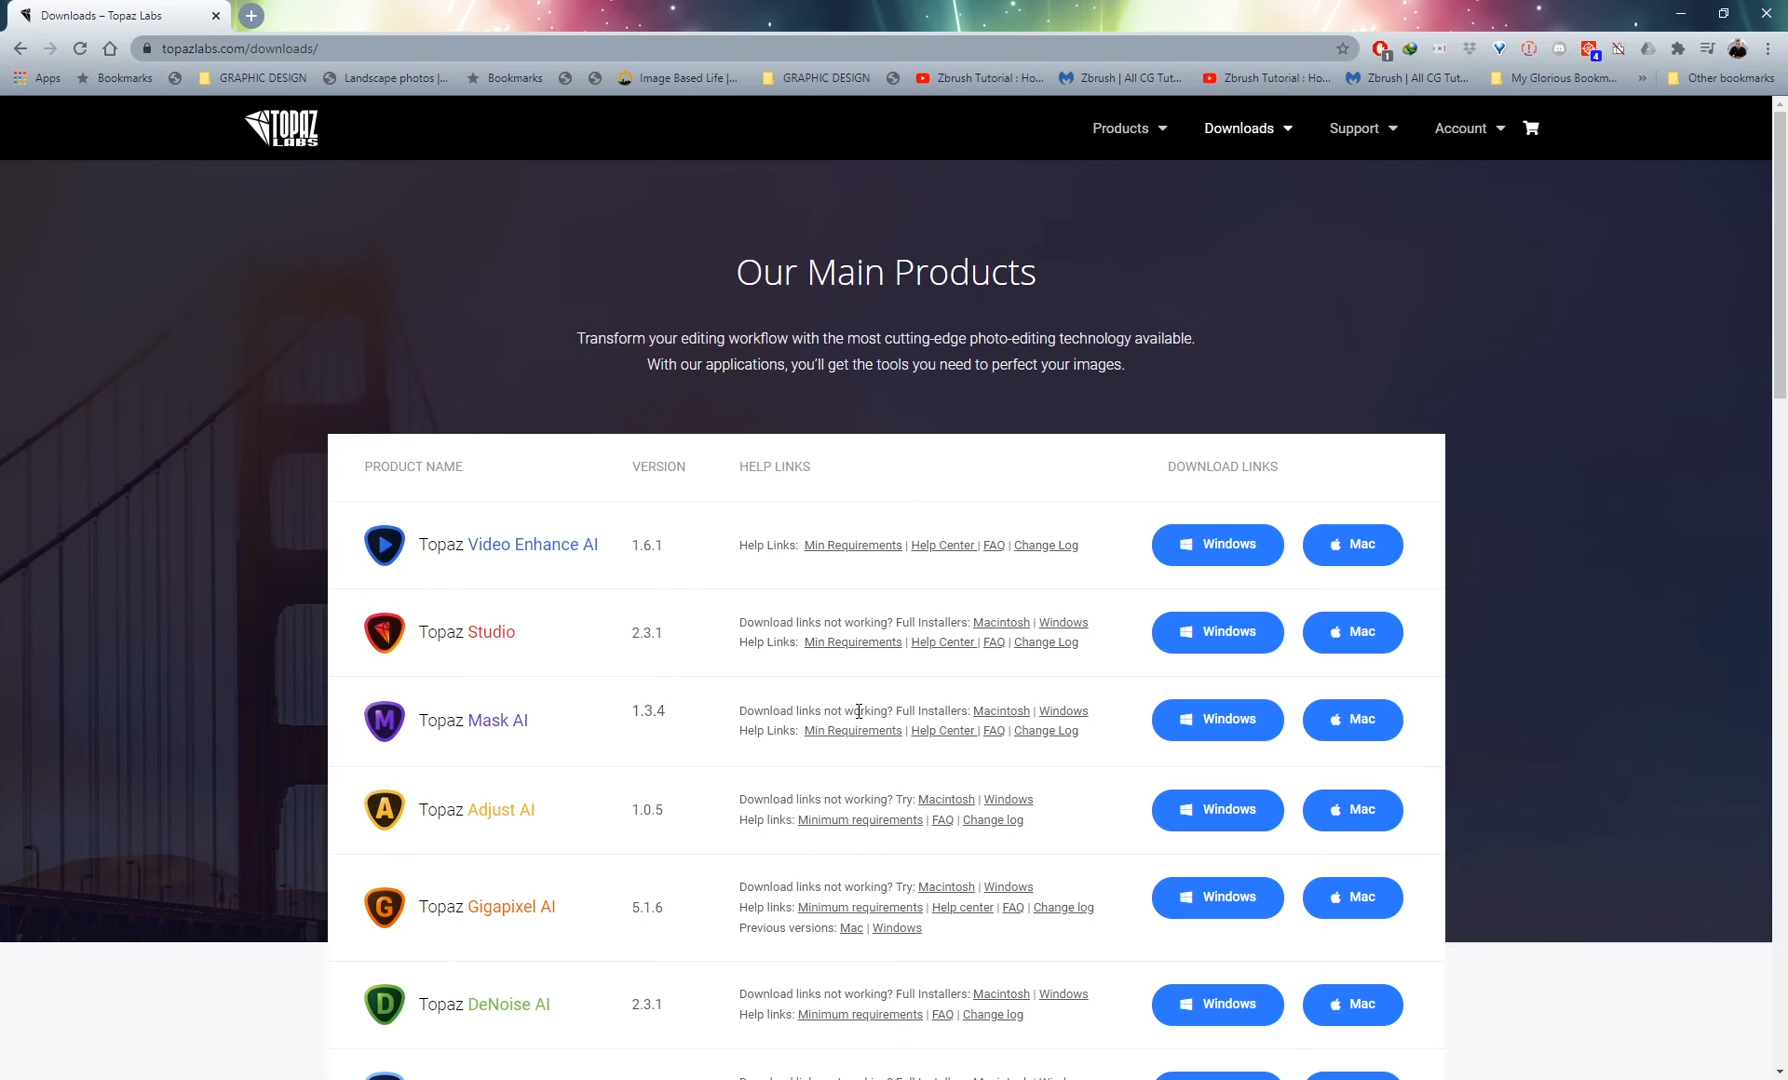 Downloads – Topaz Labs
topazlabs.com/downloads/
Apps Bookmarks GRAPHIC DESIGN Landscape photos |... Bookmarks Image Based Life |... GRAPHIC DESIGN Zbrush Tutorial : Ho... Zbrush | All CG Tut... Zbrush Tutorial : Ho... Zbrush | All CG Tut... My Glorious Bookm... » Other bookmarks
TOPAZ LABS
Products Downloads Support Account
Our Main Products
Transform your editing workflow with the most cutting-edge photo-editing technology available.
With our applications, you'll get the tools you need to perfect your images.
PRODUCT NAME VERSION HELP LINKS DOWNLOAD LINKS
Topaz Video Enhance AI 1.6.1 Help Links: Min Requirements | Help Center | FAQ | Change Log Windows Mac
Download links not working? Full Installers: Macintosh | Windows
Topaz Studio 2.3.1 Windows Mac
Help Links: Min Requirements | Help Center | FAQ | Change Log
1.3.4 Download links not working? Full Installers: Macintosh | Windows
Topaz Mask AI Windows Mac
Help Links: Min Requirements | Help Center | FAQ | Change Log
Download links not working? Try: Macintosh | Windows
Topaz Adjust AI 1.0.5 Windows Mac
Help links: Minimum requirements | FAQ | Change log
Download links not working? Try: Macintosh | Windows Windows Mac
Topaz Gigapixel AI 5.1.6 Help links: Minimum requirements | Help center | FAQ | Change log
Previous versions: Mac | Windows
Download links not working? Full Installers: Macintosh | Windows
Topaz DeNoise AI 2.3.1 Windows Mac
Help links: Minimum requirements | FAQ | Change log